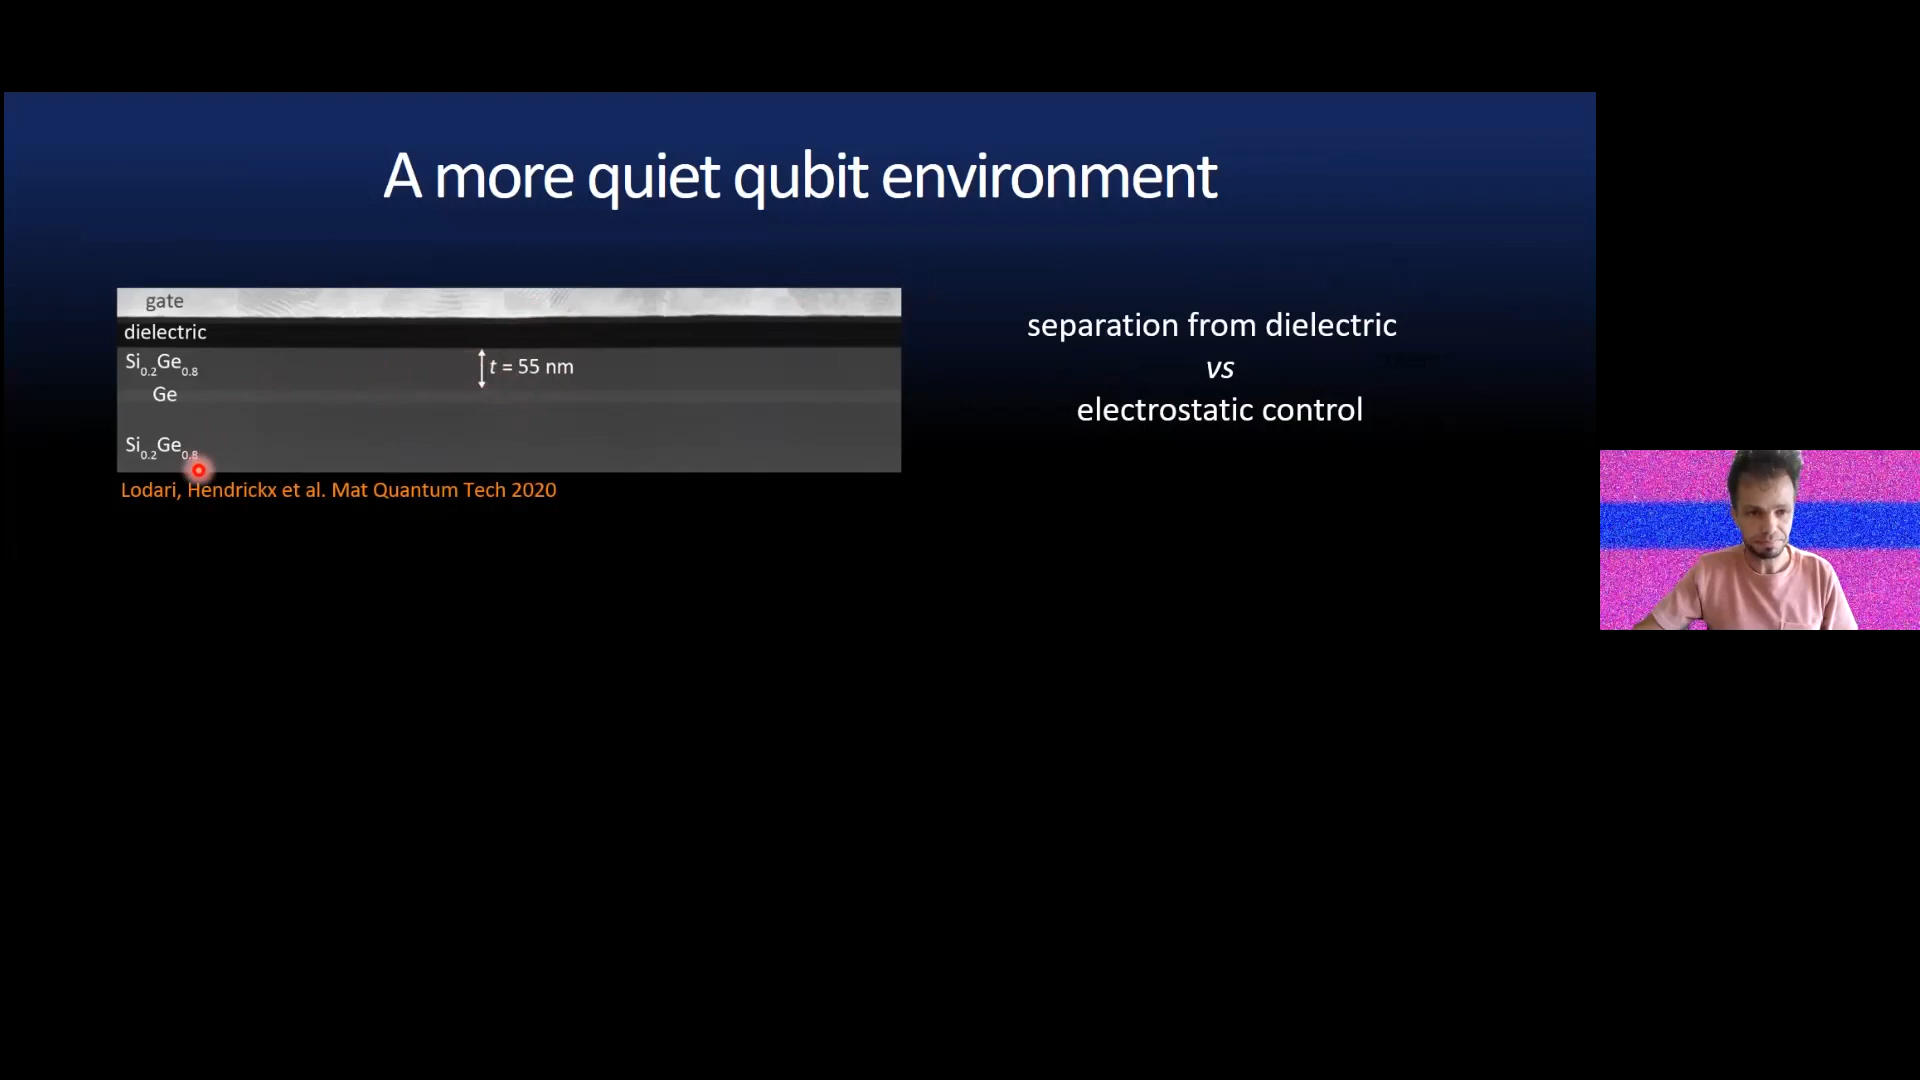 A more quiet qubit environment
gate
dielectric
Si0.2Ge0.8
t = 55 nm
Ge
Si0.2Ge0.8
Lodari, Hendrickx et al. Mat Quantum Tech 2020
separation from dielectric
vs
electrostatic control